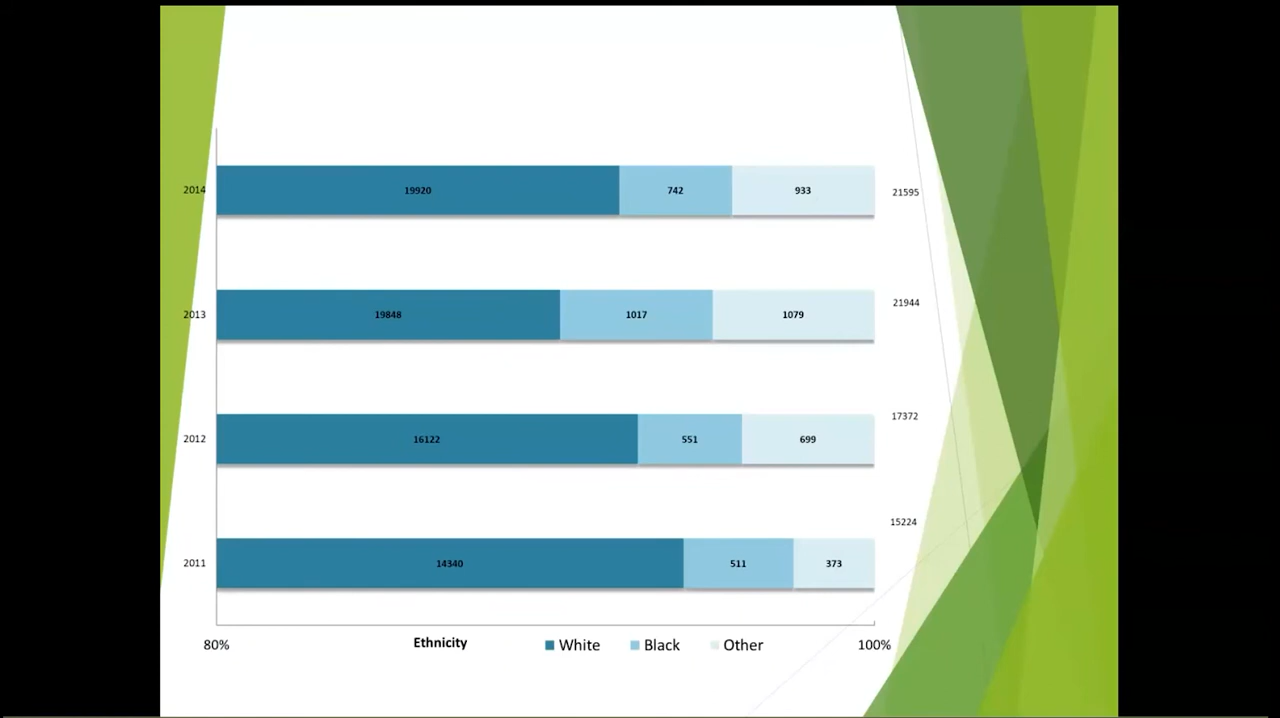 2014 19920 742 933 21595
2013 19848 1017 1079 21944
2012 16122 551 699 17372
2011 14340 511 373 15224
80% Ethnicity White Black Other 100%